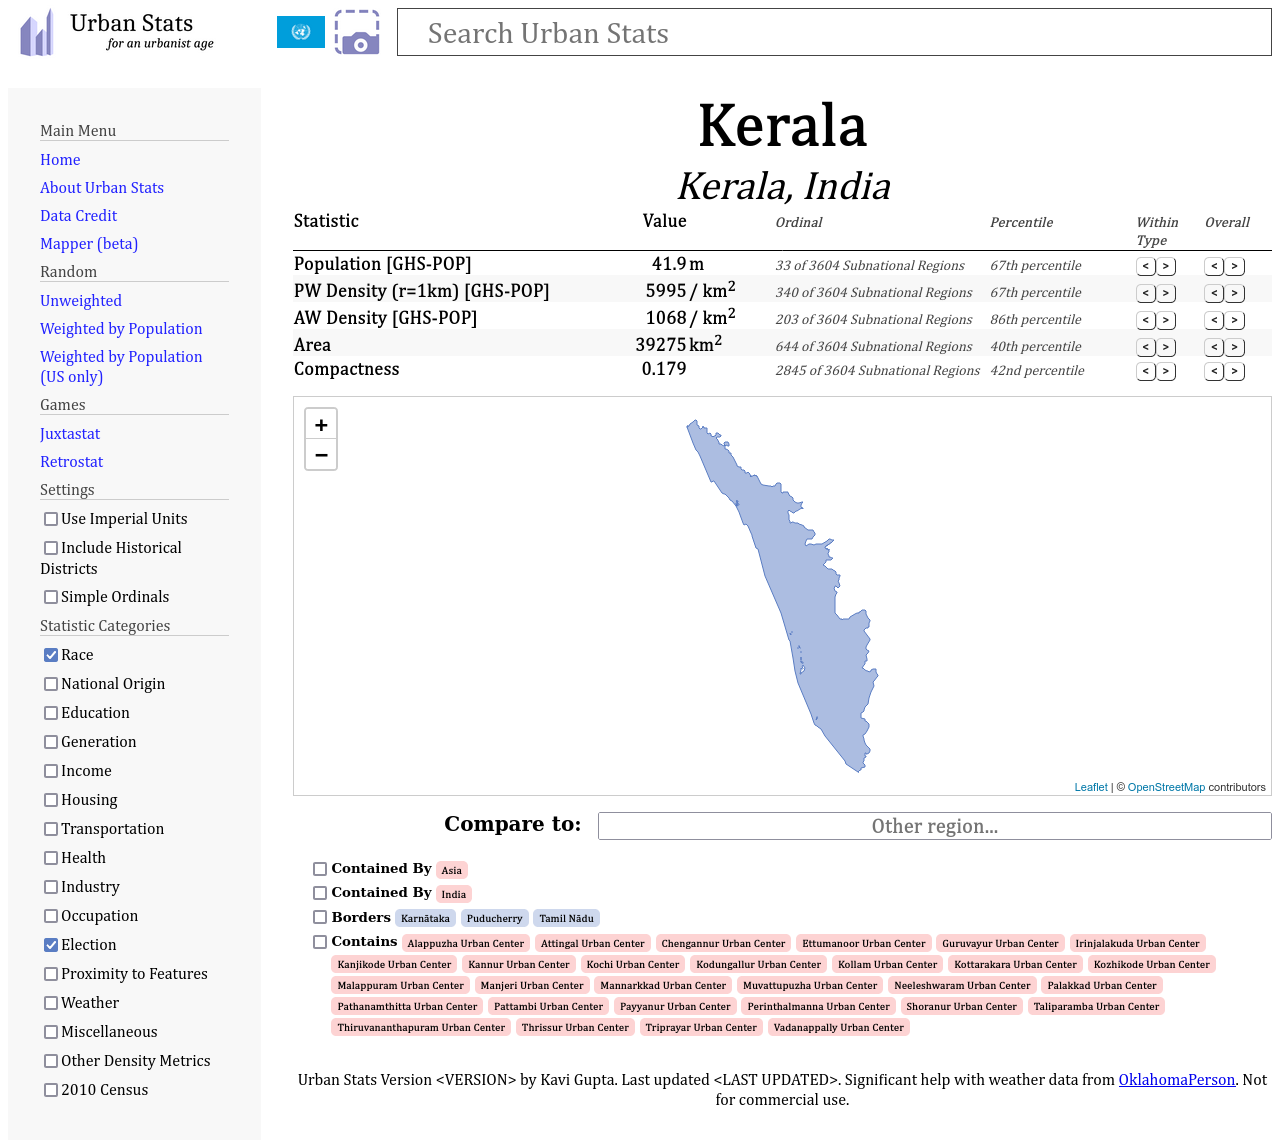 Urban Stats
for an urbanist age
Search Urban Stats
Main Menu
Home
About Urban Stats
Data Credit
Mapper (beta)
Random
Unweighted
Weighted by Population
Weighted by Population
(US only)
Games
Juxtastat
Retrostat
Settings
Use Imperial Units
Include Historical
Districts
Simple Ordinals
Statistic Categories
Race
National Origin
Education
Generation
Income
Housing
Transportation
Health
Industry
Occupation
Election
Proximity to Features
Weather
Miscellaneous
Other Density Metrics
2010 Census
Kerala
Kerala, India
Statistic Value Ordinal Percentile Within Overall
Type
Population [GHS-POP] 41.9 m 33 of 3604 Subnational Regions 67th percentile < > < >
PW Density (r=1km) [GHS-POP] 5995 / km² 340 of 3604 Subnational Regions 67th percentile < > < >
AW Density [GHS-POP] 1068 / km² 203 of 3604 Subnational Regions 86th percentile < > < >
Area 39275 km² 644 of 3604 Subnational Regions 40th percentile < > < >
Compactness 0.179 2845 of 3604 Subnational Regions 42nd percentile < > < >
+
−
Leaflet | © OpenStreetMap contributors
Compare to: Other region...
Contained By Asia
Contained By India
Borders Karnātaka Puducherry Tamil Nādu
Contains Alappuzha Urban Center Attingal Urban Center Chengannur Urban Center Ettumanoor Urban Center Guruvayur Urban Center Irinjalakuda Urban Center
Kanjikode Urban Center Kannur Urban Center Kochi Urban Center Kodungallur Urban Center Kollam Urban Center Kottarakara Urban Center Kozhikode Urban Center
Malappuram Urban Center Manjeri Urban Center Mannarkkad Urban Center Muvattupuzha Urban Center Neeleshwaram Urban Center Palakkad Urban Center
Pathanamthitta Urban Center Pattambi Urban Center Payyanur Urban Center Perinthalmanna Urban Center Shoranur Urban Center Taliparamba Urban Center
Thiruvananthapuram Urban Center Thrissur Urban Center Triprayar Urban Center Vadanappally Urban Center
Urban Stats Version <VERSION> by Kavi Gupta. Last updated <LAST UPDATED>. Significant help with weather data from OklahomaPerson. Not
for commercial use.